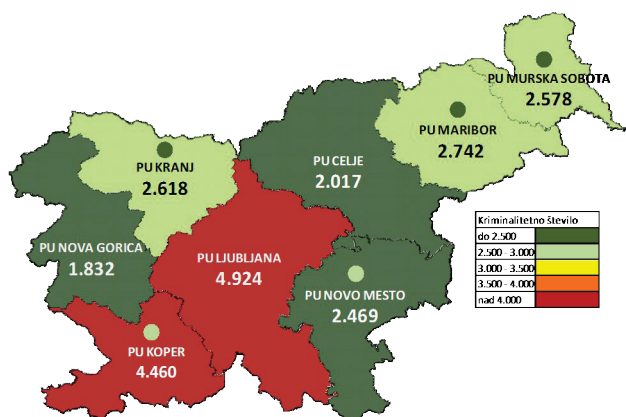 PU MURSKA SOBOTA
2.578
PU MARIBOR
2.742
PU KRANJ
2.618
PU CELJE
2.017
PU NOVA GORICA
1.832
PU LJUBLJANA
4.924
PU NOVO MESTO
2.469
PU KOPER
4.460
Kriminalitetno število
do 2.500
2.500 - 3.000
3.000 - 3.500
3.500 - 4.000
nad 4.000